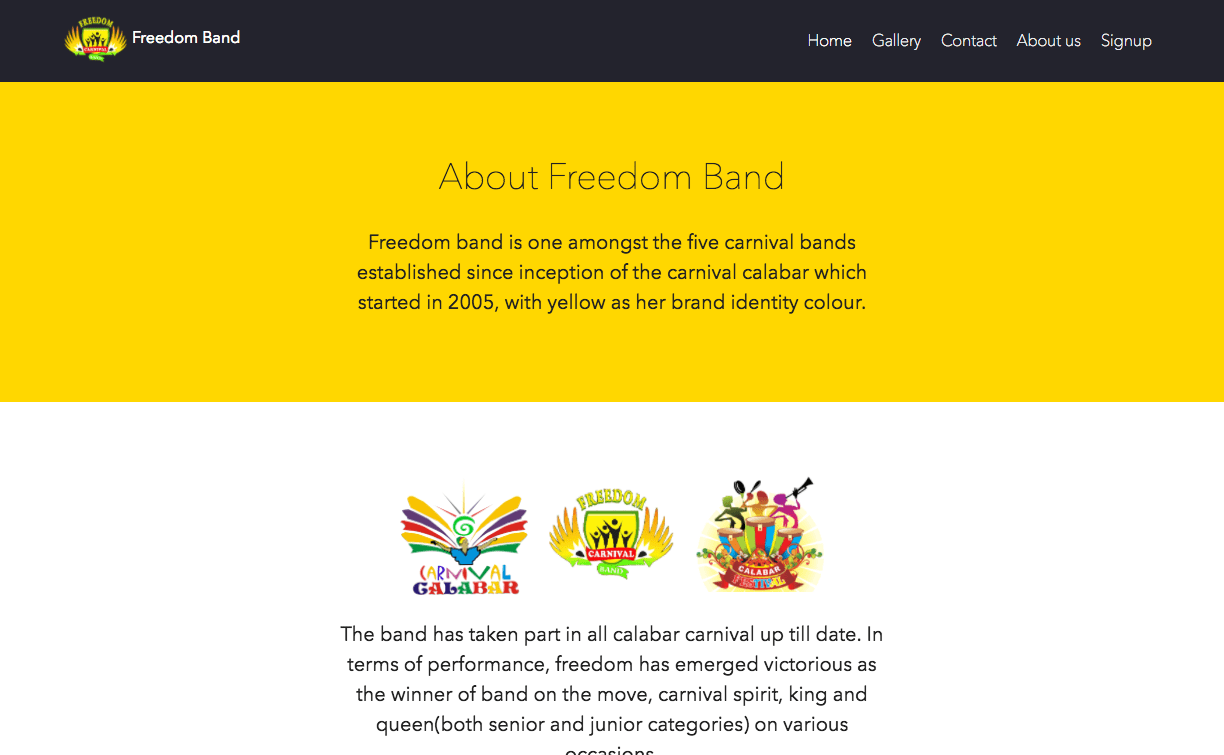 FREEDOM
CARNIVAL
BAND
Freedom Band
Home Gallery Contact About us Signup
About Freedom Band
Freedom band is one amongst the five carnival bands
established since inception of the carnival calabar which
started in 2005, with yellow as her brand identity colour.
CARNIVAL
CALABAR
FREEDOM
CARNIVAL
BAND
CALABAR
FESTIVAL
The band has taken part in all calabar carnival up till date. In
terms of performance, freedom has emerged victorious as
the winner of band on the move, carnival spirit, king and
queen(both senior and junior categories) on various
occasions.